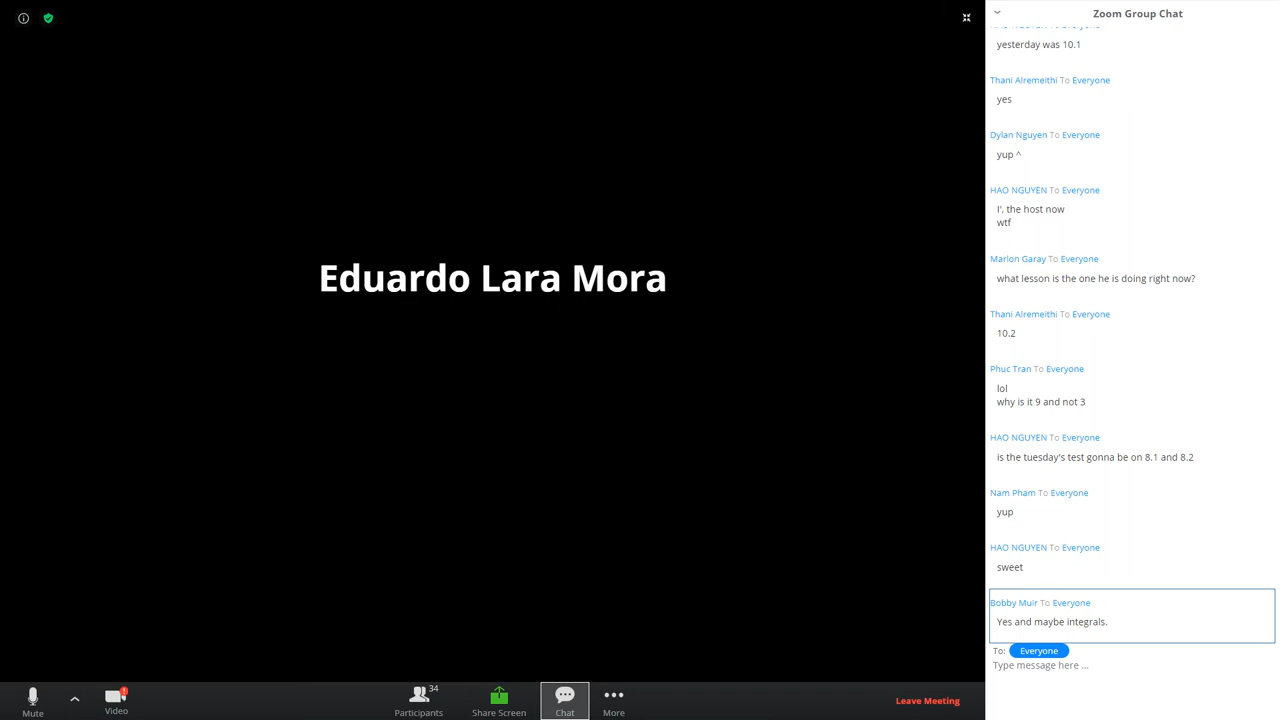 Zoom Group Chat
yesterday was 10.1
Thani Alremeithi To Everyone
yes
Dylan Nguyen To Everyone
yup ^
HAO NGUYEN To Everyone
I', the host now
wtf
Marlon Garay To Everyone
what lesson is the one he is doing right now?
Thani Alremeithi To Everyone
10.2
Phuc Tran To Everyone
lol
why is it 9 and not 3
HAO NGUYEN To Everyone
is the tuesday's test gonna be on 8.1 and 8.2
Nam Pham To Everyone
yup
HAO NGUYEN To Everyone
sweet
Bobby Muir To Everyone
Yes and maybe integrals.
To: Everyone
Type message here ...
Eduardo Lara Mora
Mute
Video
34
Participants
Share Screen
Chat
More
Leave Meeting